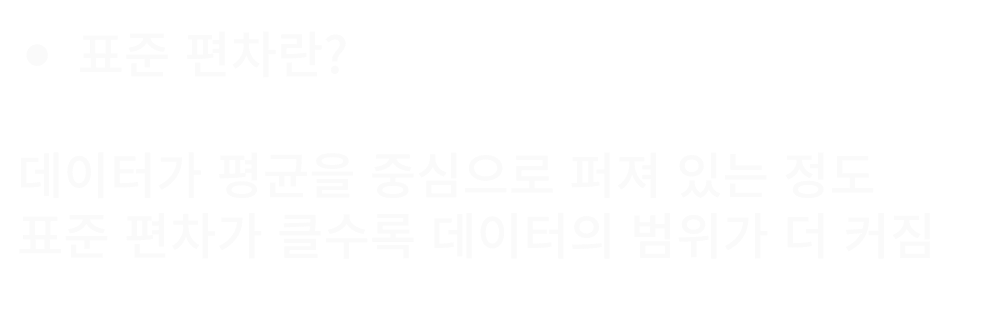 • 표준 편차란?
데이터가 평균을 중심으로 퍼져 있는 정도
표준 편차가 클수록 데이터의 범위가 더 커짐